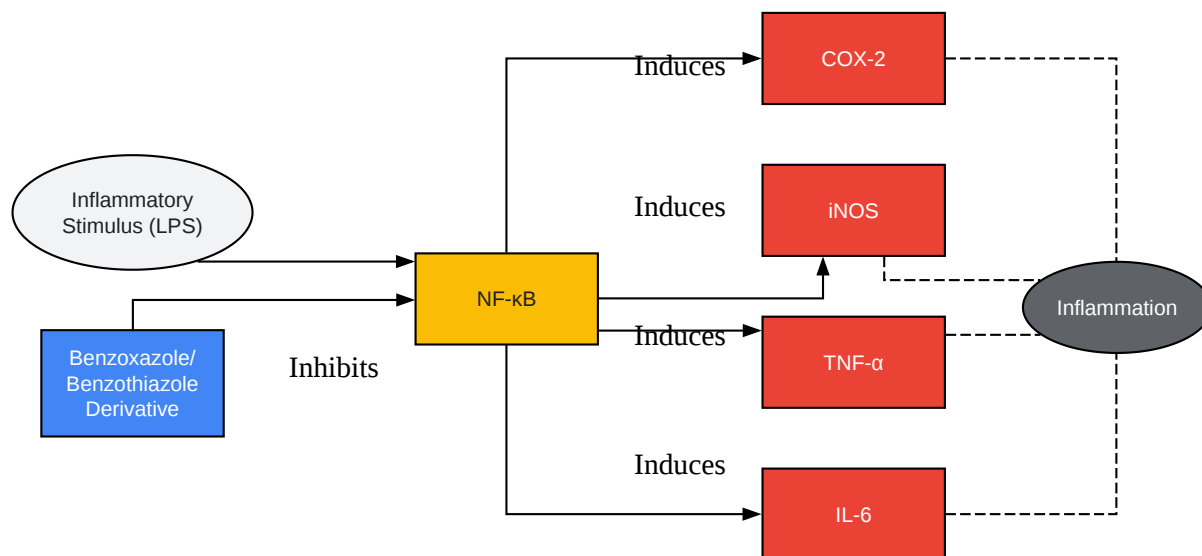 Induces
COX-2
Inflammatory
Stimulus (LPS)
Induces
iNOS
NF-κB
Inflammation
Benzoxazole/
Benzothiazole
Derivative
Inhibits
Induces
TNF-α
Induces
IL-6